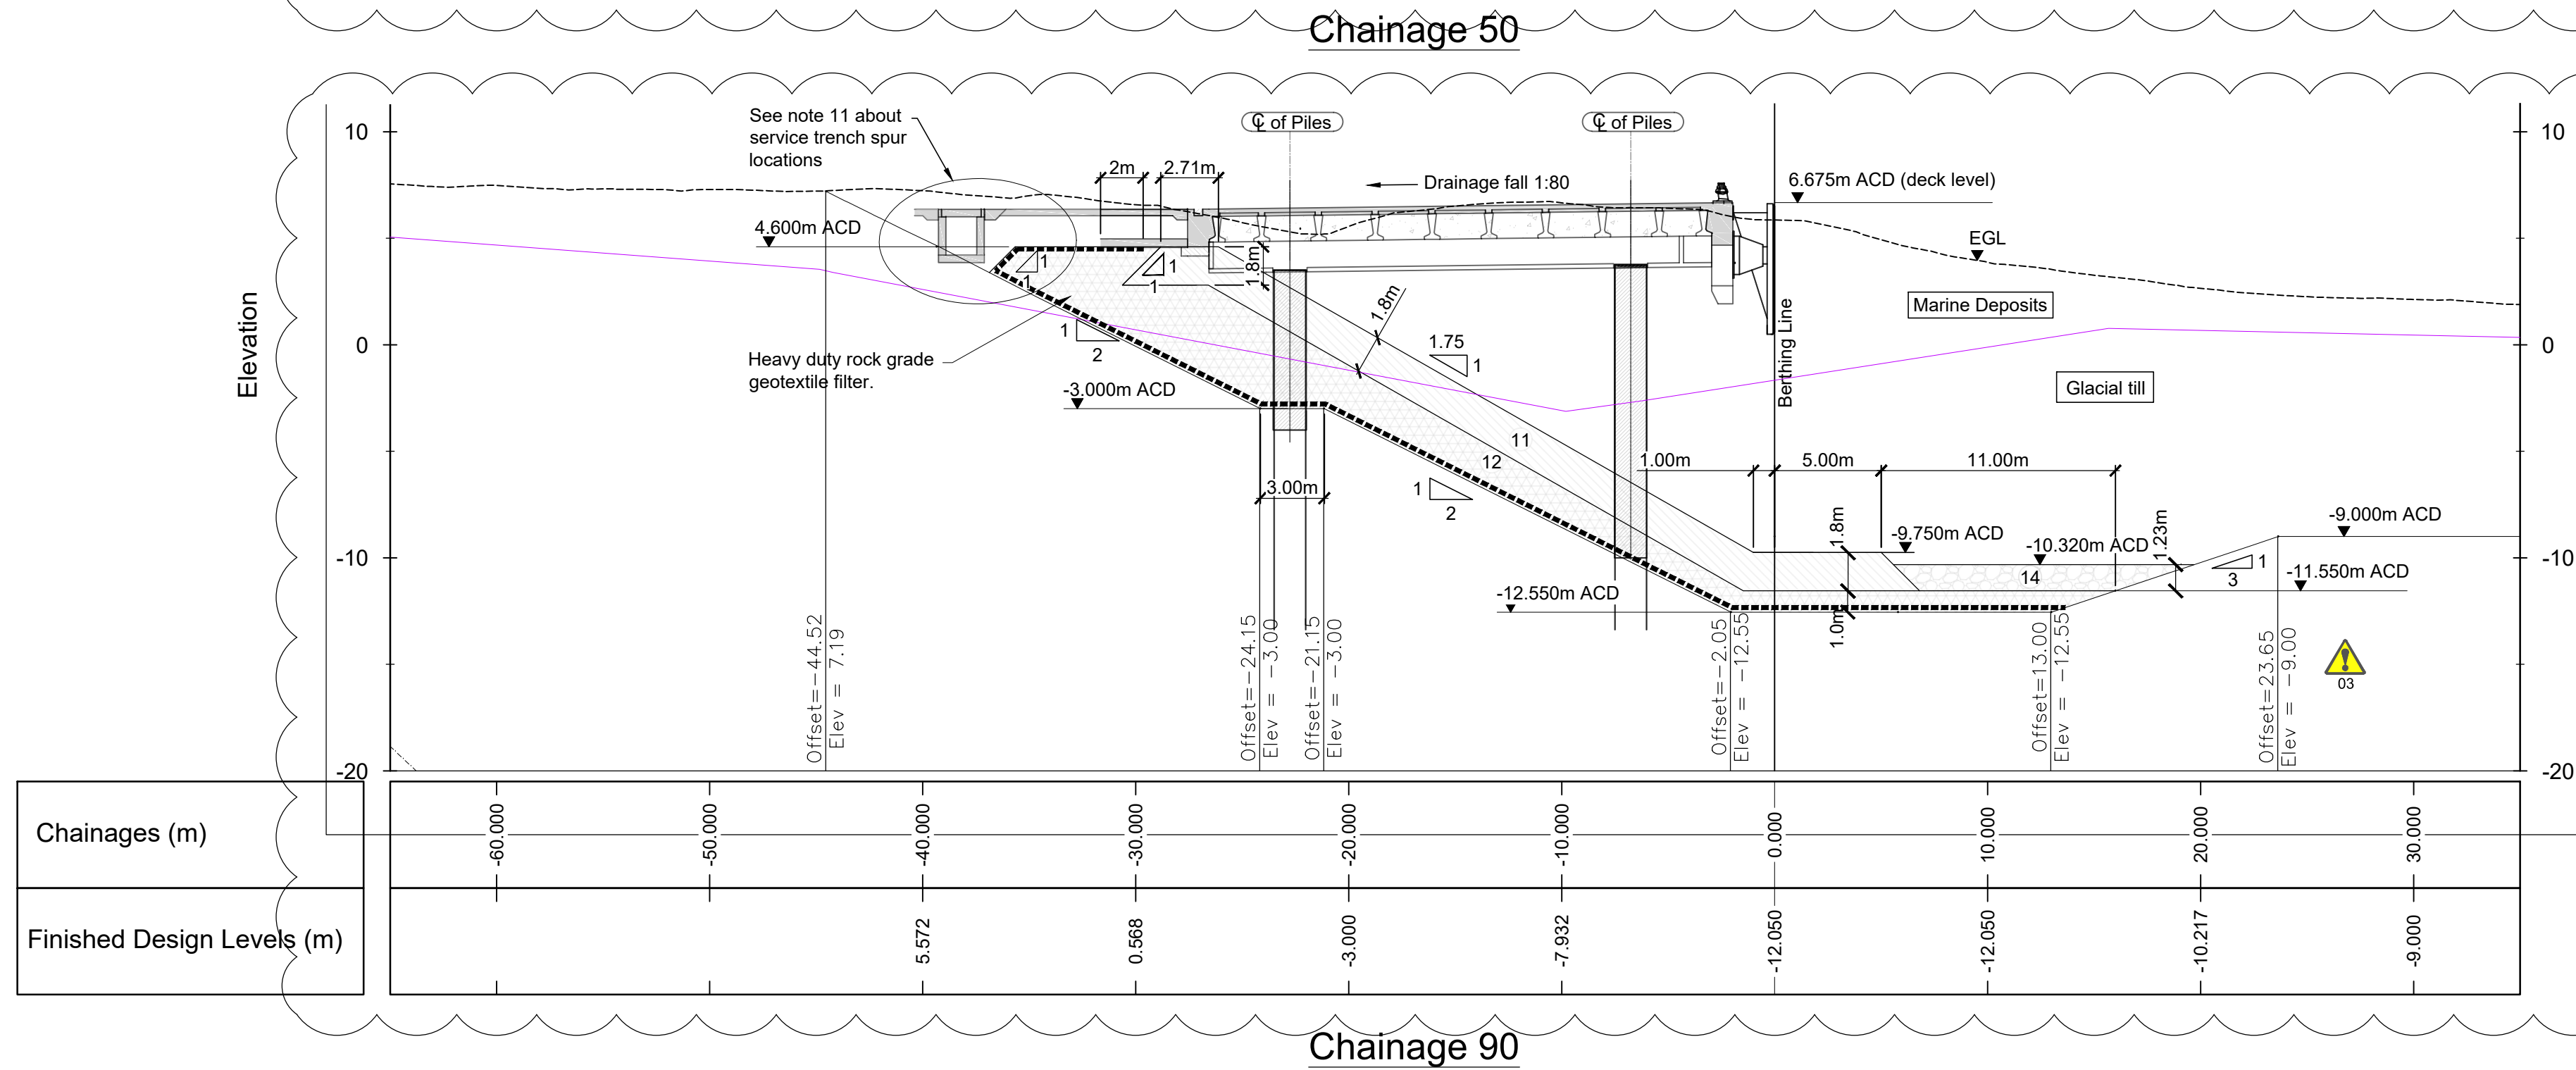 Chainage 50
See note 11 about
service trench spur
locations
℄ of Piles
℄ of Piles
10
10
2m
2.71m
Drainage fall 1:80
6.675m ACD (deck level)
4.600m ACD
EGL
1
1
1
1
1.8m
1.8m
Marine Deposits
Elevation
0
0
1
2
1.75
1
Berthing Line
Heavy duty rock grade
geotextile filter.
-3.000m ACD
Glacial till
11
12
1.00m
5.00m
11.00m
3.00m
1
2
1.8m
-9.750m ACD
-10.320m ACD
1.23m
-9.000m ACD
-10
-10
14
1
3
-11.550m ACD
-12.550m ACD
1.0m
Offset=-44.52
Elev = 7.19
Offset=-24.15
Elev = -3.00
Offset=-21.15
Elev = -3.00
Offset=-2.05
Elev = -12.55
Offset=13.00
Elev = -12.55
Offset=23.65
Elev = -9.00
!
03
-20
-20
Chainages (m)
-60.000
-50.000
-40.000
-30.000
-20.000
-10.000
0.000
10.000
20.000
30.000
Finished Design Levels (m)
5.572
0.568
-3.000
-7.932
-12.050
-12.050
-10.217
-9.000
Chainage 90